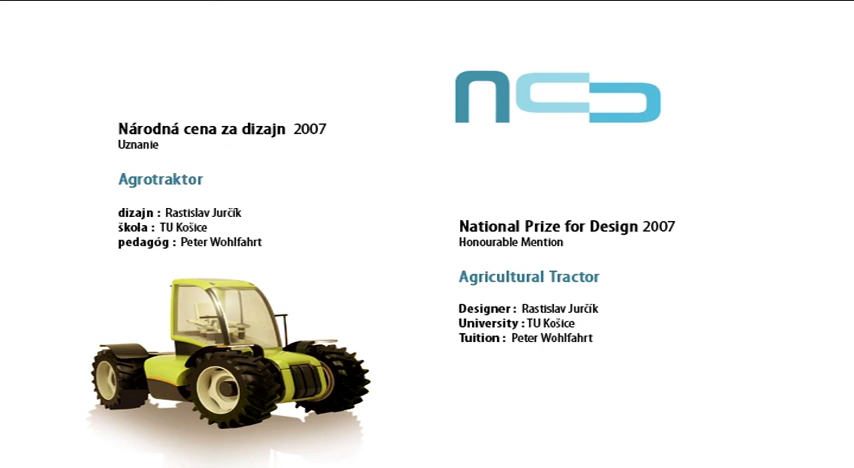 Národná cena za dizajn 2007
Uznanie
Agrotraktor
dizajn : Rastislav Jurčík
škola : TU Košice
pedagóg : Peter Wohlfahrt
ncd
National Prize for Design 2007
Honourable Mention
Agricultural Tractor
Designer : Rastislav Jurčík
University : TU Košice
Tuition : Peter Wohlfahrt